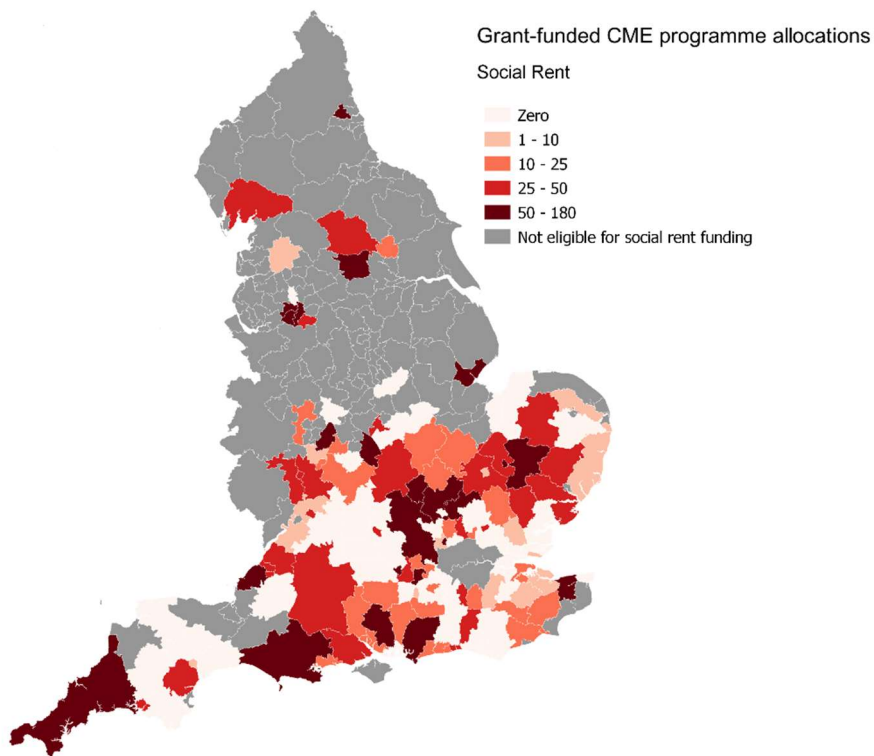 Grant-funded CME programme allocations
Social Rent
Zero
1 - 10
10 - 25
25 - 50
50 - 180
Not eligible for social rent funding